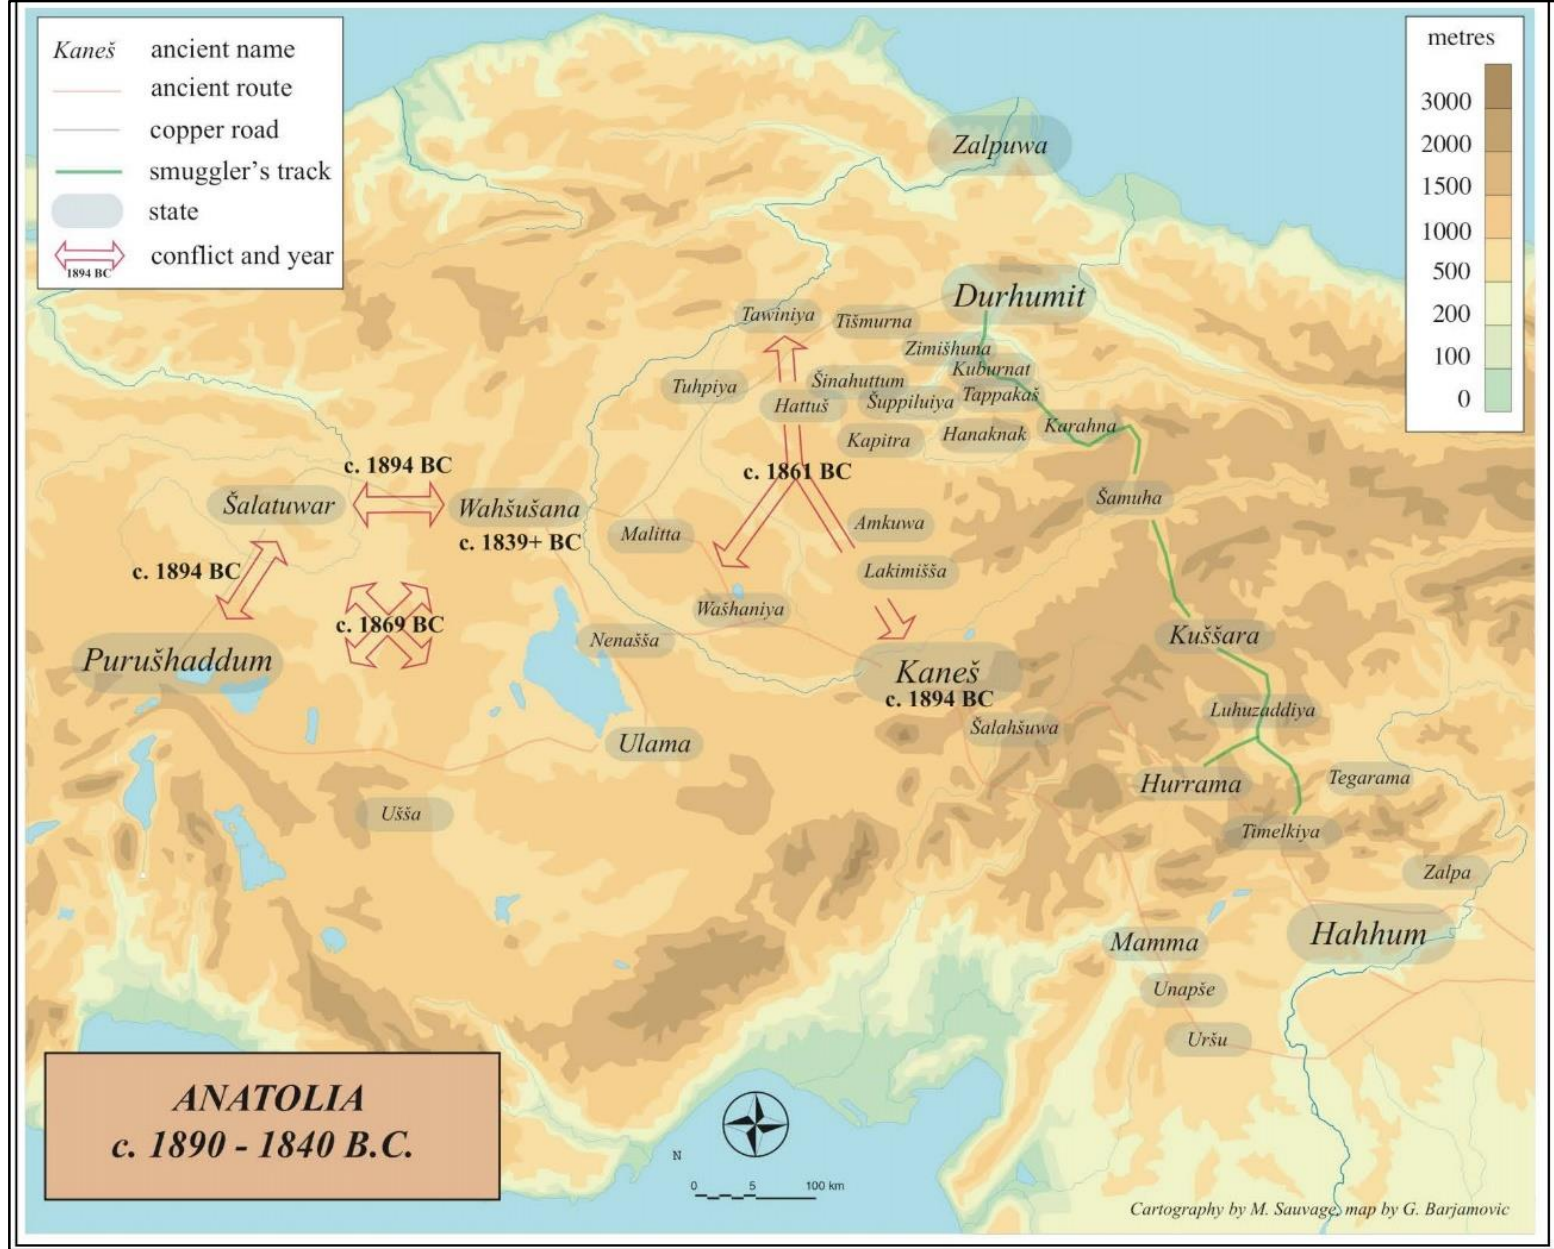 Kaneš ancient name
ancient route
copper road
smuggler's track
state
1894 BC conflict and year
metres
3000
2000
1500
1000
500
200
100
0
Zalpuwa
Durhumit
Tawiniya
Tišmurna
Zimišhuna
Kuburnat
Tuhpiya
Šinahuttum
Tappakaš
Hattuš
Šuppiluiya
Kapitra
Hanaknak
Karahna
c. 1894 BC
c. 1861 BC
Šalatuwar
Wahšušana
c. 1839+ BC
Šamuha
Malitta
Amkuwa
c. 1894 BC
Lakimišša
Wašhaniya
c. 1869 BC
Nenašša
Kuššara
Purušhaddum
Kaneš
c. 1894 BC
Luhuzaddiya
Šalahšuwa
Ulama
Hurrama
Tegarama
Ušša
Timelkiya
Zalpa
Hahhum
Mamma
Unapše
Uršu
ANATOLIA
c. 1890 - 1840 B.C.
N
0 5 100 km
Cartography by M. Sauvage, map by G. Barjamovic